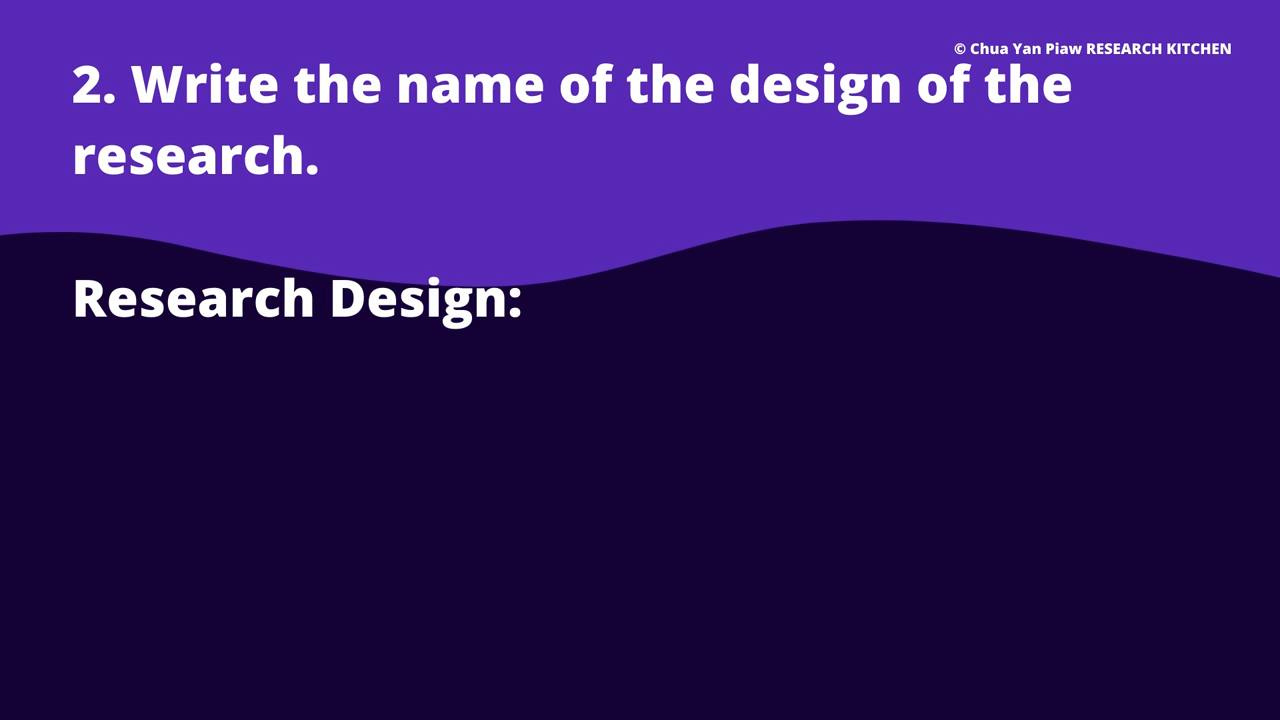 © Chua Yan Piaw RESEARCH KITCHEN
2. Write the name of the design of the
research.
Research Design: